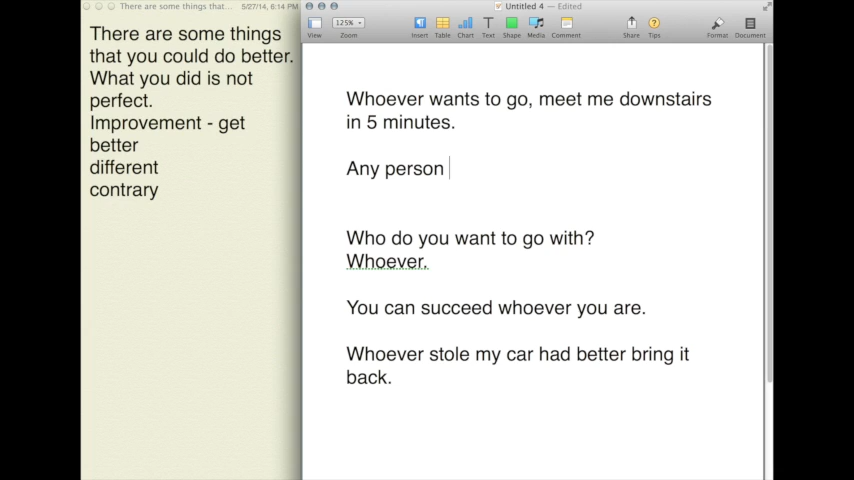 There are some things that...
5/27/14, 6:14 PM
There are some things
that you could do better.
What you did is not
perfect.
Improvement - get
better
different
contrary
Untitled 4 — Edited
125%
View
Zoom
Insert
Table
Chart
Text
Shape
Media
Comment
Share
Tips
Format
Document
Whoever wants to go, meet me downstairs
in 5 minutes.
Any person
Who do you want to go with?
Whoever.
You can succeed whoever you are.
Whoever stole my car had better bring it
back.